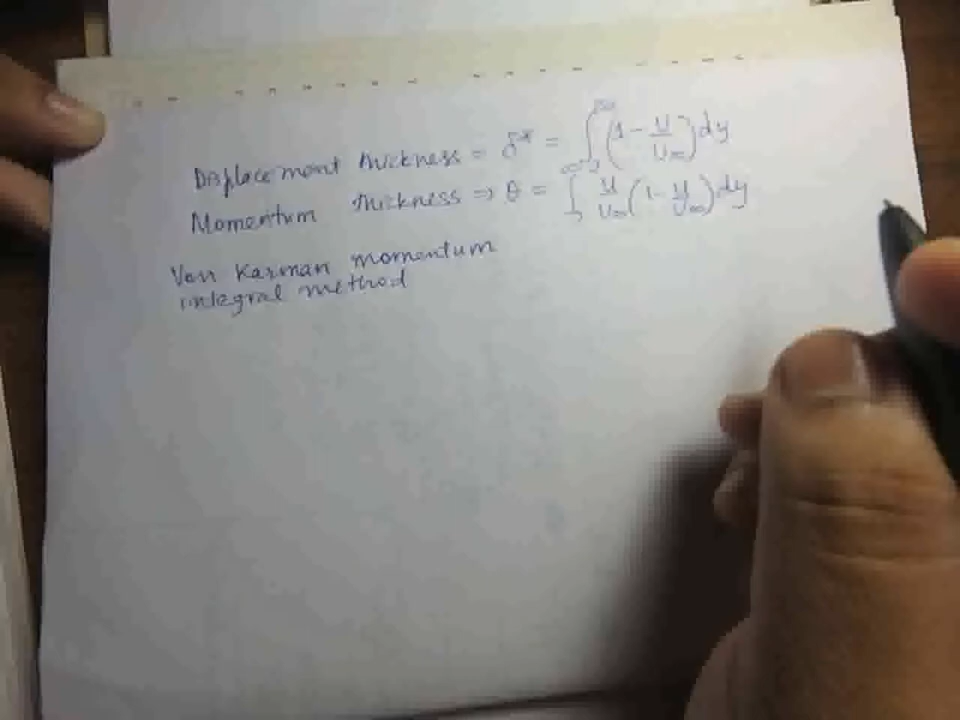 Displacement thickness = δ* = ∫ (1 - u/U∞) dy
Momentum thickness => θ = ∫ u/U∞ (1 - u/U∞) dy
Von Karman momentum
integral method